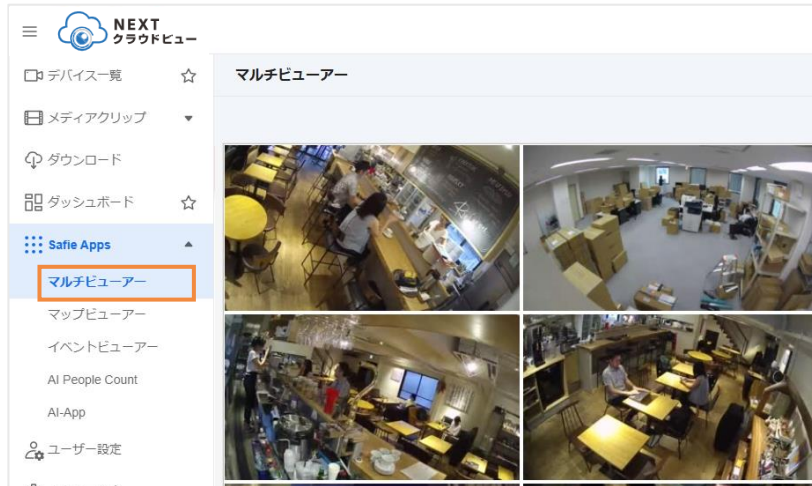 NEXT
クラウドビュー
デバイス一覧
メディアクリップ
ダウンロード
ダッシュボード
Safie Apps
マルチビューアー
マップビューアー
イベントビューアー
AI People Count
AI-App
ユーザー設定
マルチビューアー